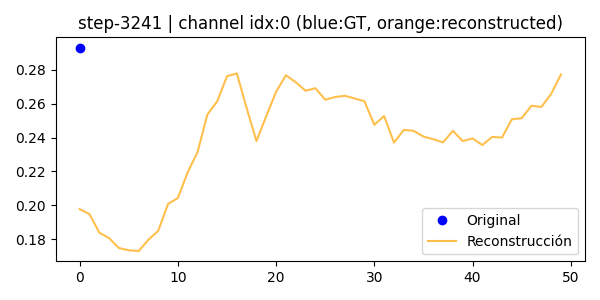 step-3241 | channel idx:0 (blue:GT, orange:reconstructed)
0.28
0.26
0.24
0.22
0.20
0.18
0 10 20 30 40 50
Original
Reconstrucción